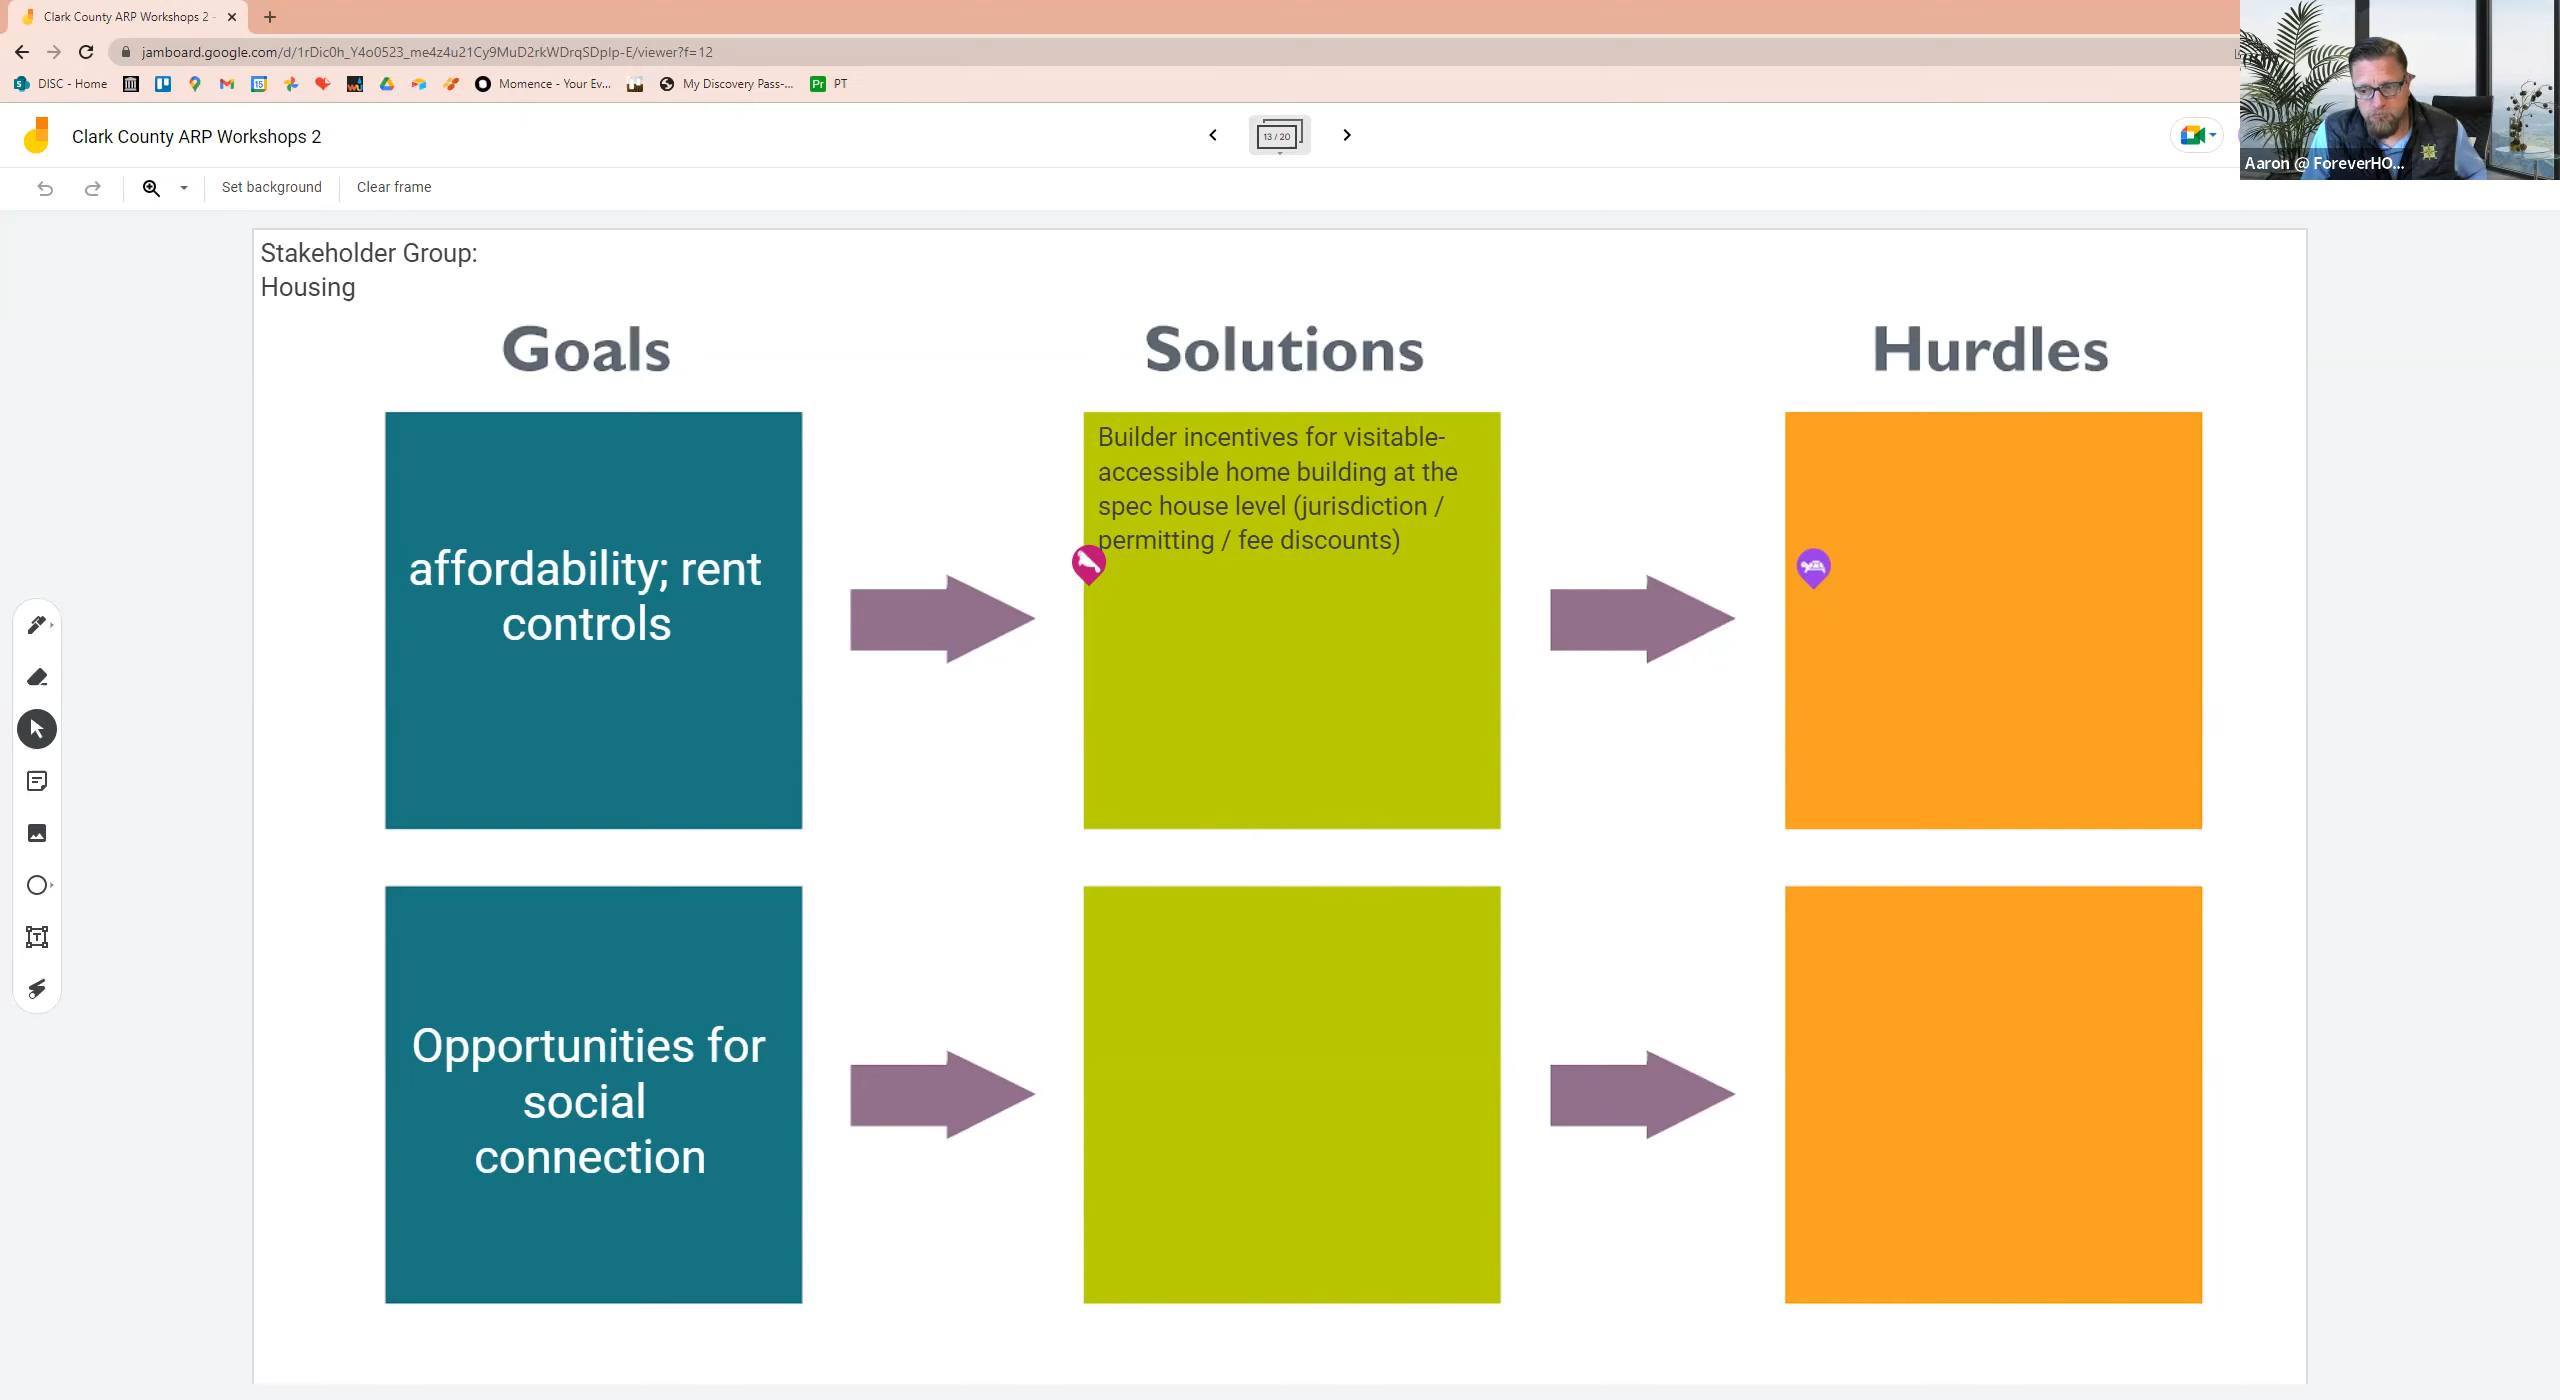 Clark County ARP Workshops 2 -
jamboard.google.com/d/1rDic0h_Y4o0523_me4z4u21Cy9MuD2rkWDrqSDpIp-E/viewer?f=12
DISC - Home
15
Momence - Your Ev...
My Discovery Pass-...
Pr PT
Clark County ARP Workshops 2
13 / 20
Aaron @ ForeverHO...
Set background
Clear frame
Stakeholder Group:
Housing
Goals
Solutions
Hurdles
affordability; rent
controls
Builder incentives for visitable-
accessible home building at the
spec house level (jurisdiction /
permitting / fee discounts)
Opportunities for
social
connection